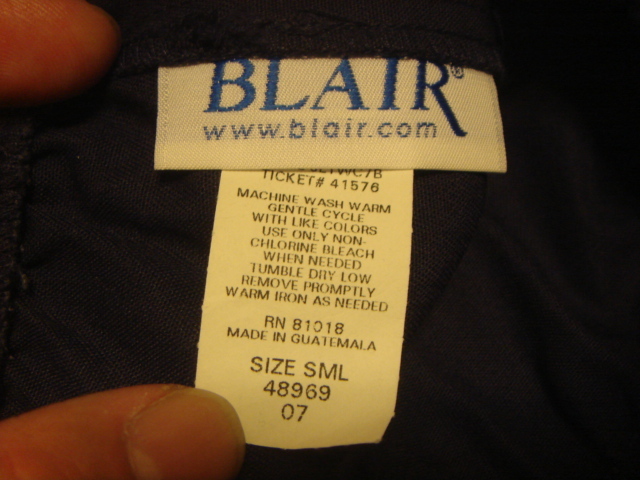 BLAIR®
www.blair.com
TICKET# 41576
MACHINE WASH WARM
GENTLE CYCLE
WITH LIKE COLORS
USE ONLY NON-
CHLORINE BLEACH
WHEN NEEDED
TUMBLE DRY LOW
REMOVE PROMPTLY
WARM IRON AS NEEDED
RN 81018
MADE IN GUATEMALA
SIZE SML
48969
07